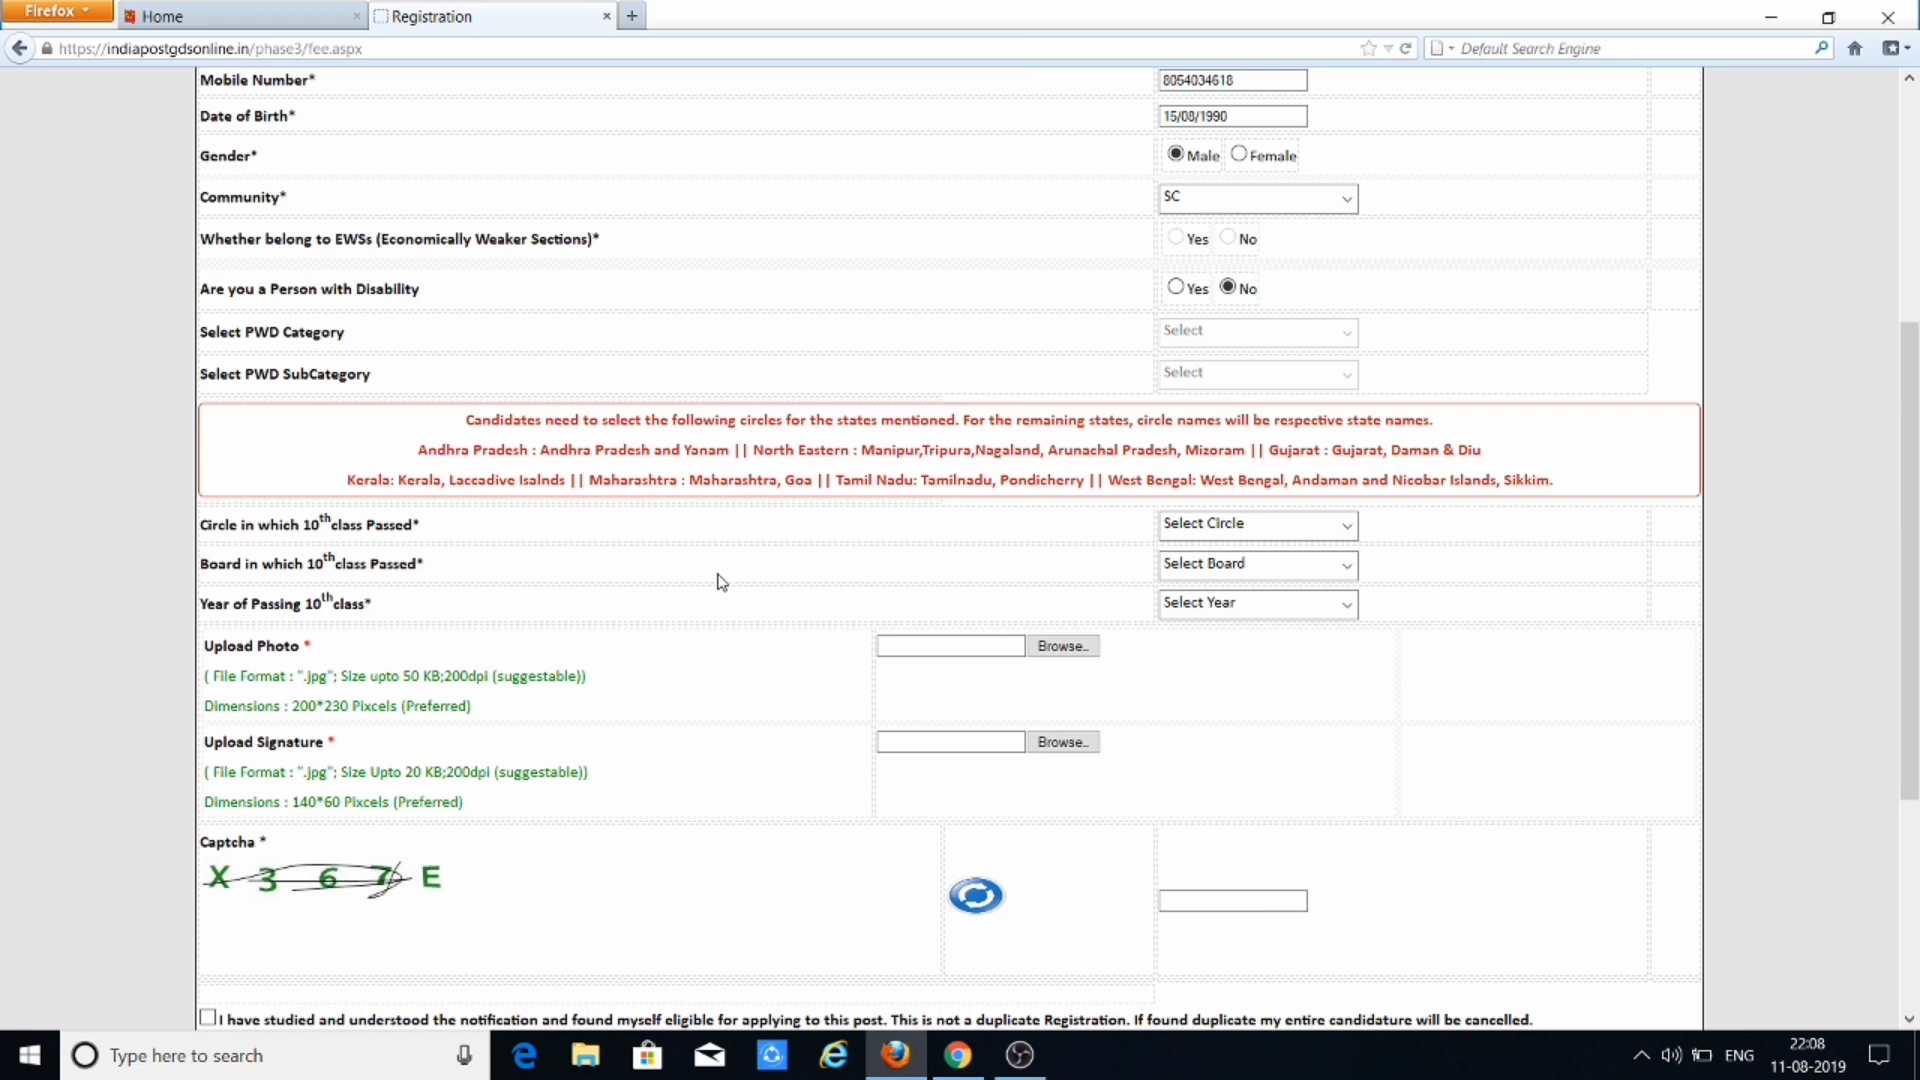 Firefox
Home
Registration
https://indiapostgdsonline.in/phase3/fee.aspx
Default Search Engine
Mobile Number*
8054034618
Date of Birth*
15/08/1990
Gender*
Male
Female
Community*
SC
Whether belong to EWSs (Economically Weaker Sections)*
Yes
No
Are you a Person with Disability
Yes
No
Select PWD Category
Select
Select PWD SubCategory
Select
Candidates need to select the following circles for the states mentioned. For the remaining states, circle names will be respective state names.
Andhra Pradesh : Andhra Pradesh and Yanam || North Eastern : Manipur,Tripura,Nagaland, Arunachal Pradesh, Mizoram || Gujarat : Gujarat, Daman & Diu
Kerala: Kerala, Laccadive Isalnds || Maharashtra : Maharashtra, Goa || Tamil Nadu: Tamilnadu, Pondicherry || West Bengal: West Bengal, Andaman and Nicobar Islands, Sikkim.
Circle in which 10th class Passed*
Select Circle
Board in which 10th class Passed*
Select Board
Year of Passing 10th class*
Select Year
Upload Photo *
Browse..
( File Format : ".jpg"; Size upto 50 KB;200dpi (suggestable))
Dimensions : 200*230 Pixcels (Preferred)
Upload Signature *
Browse..
( File Format : ".jpg"; Size Upto 20 KB;200dpi (suggestable))
Dimensions : 140*60 Pixcels (Preferred)
Captcha *
X 3 6 7 E
I have studied and understood the notification and found myself eligible for applying to this post. This is not a duplicate Registration. If found duplicate my entire candidature will be cancelled.
Type here to search
ENG
22:08
11-08-2019